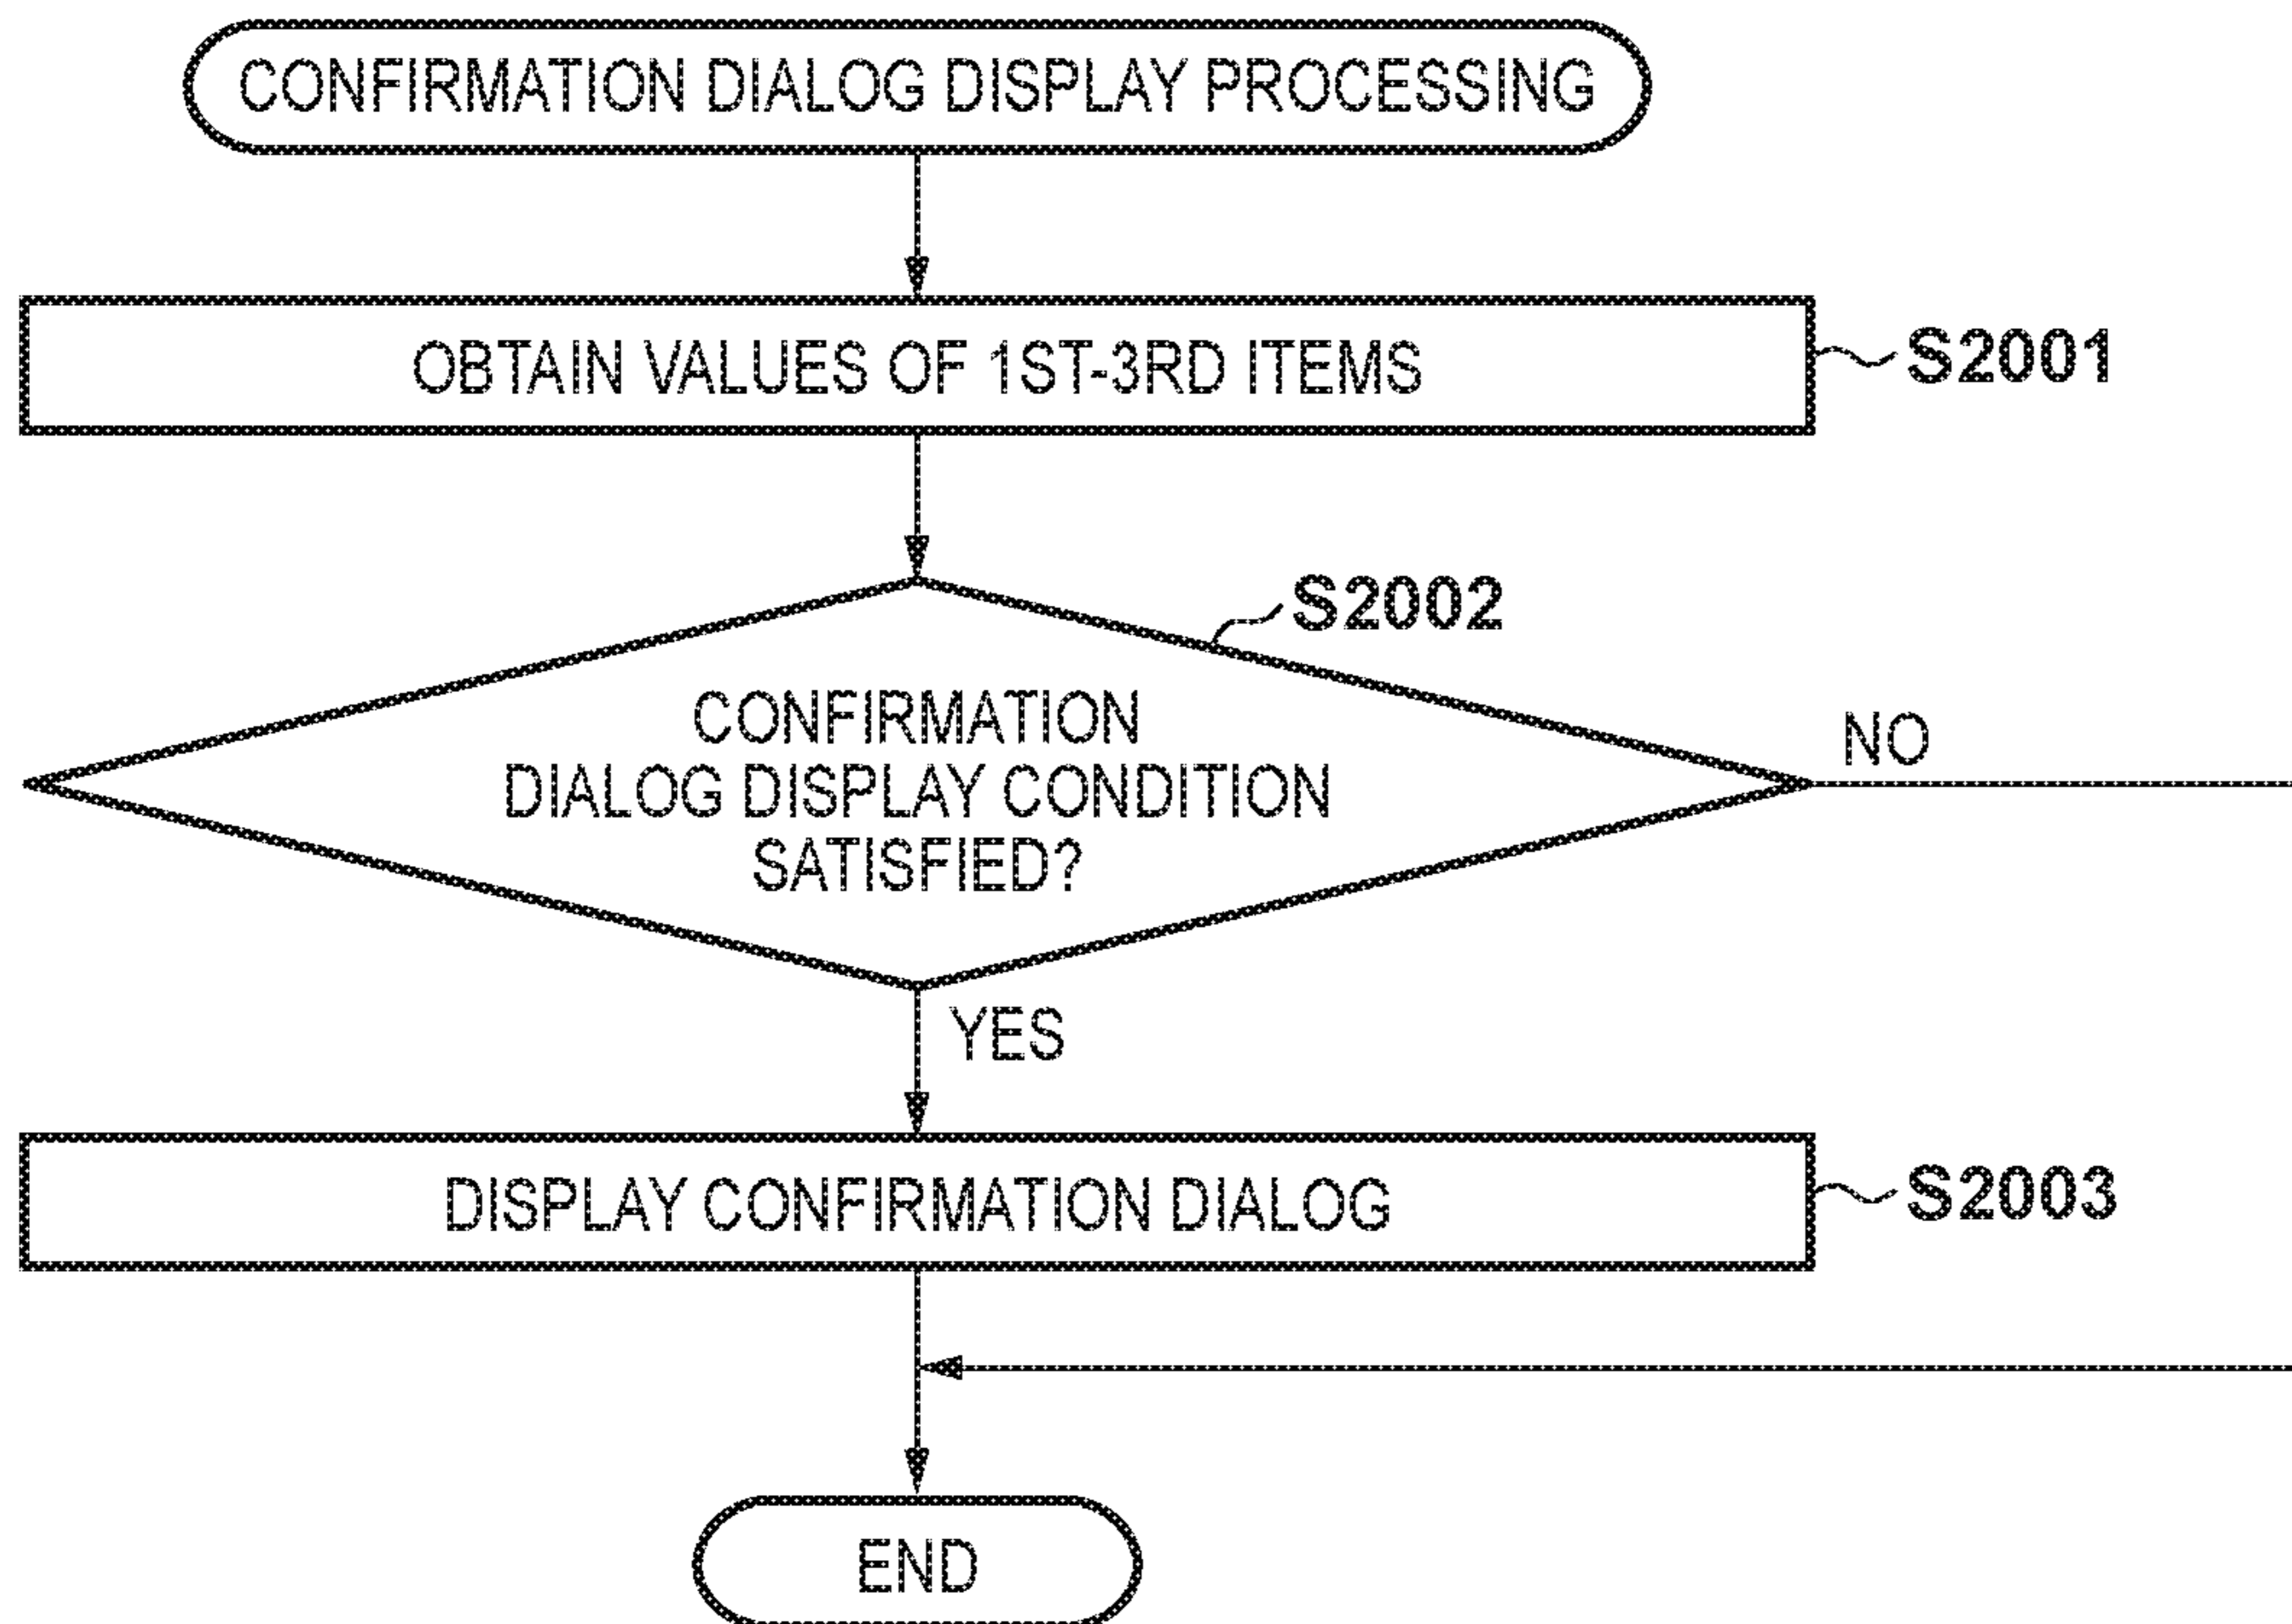 CONFIRMATION DIALOG DISPLAY PROCESSING
OBTAIN VALUES OF 1ST-3RD ITEMS
S2001
S2002
CONFIRMATION
DIALOG DISPLAY CONDITION
SATISFIED?
NO
YES
DISPLAY CONFIRMATION DIALOG
S2003
END